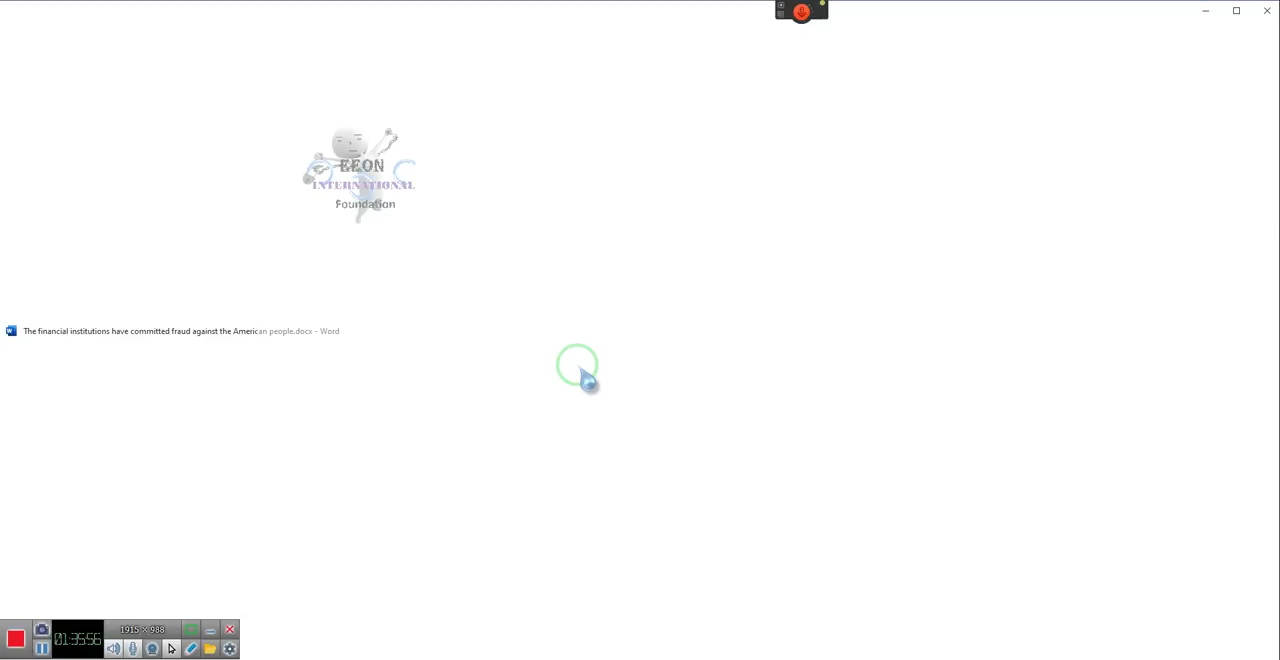 EEON
INTERNATIONAL
Foundation
The financial institutions have committed fraud against the American people.docx - Word
01:35:56
1915 × 988